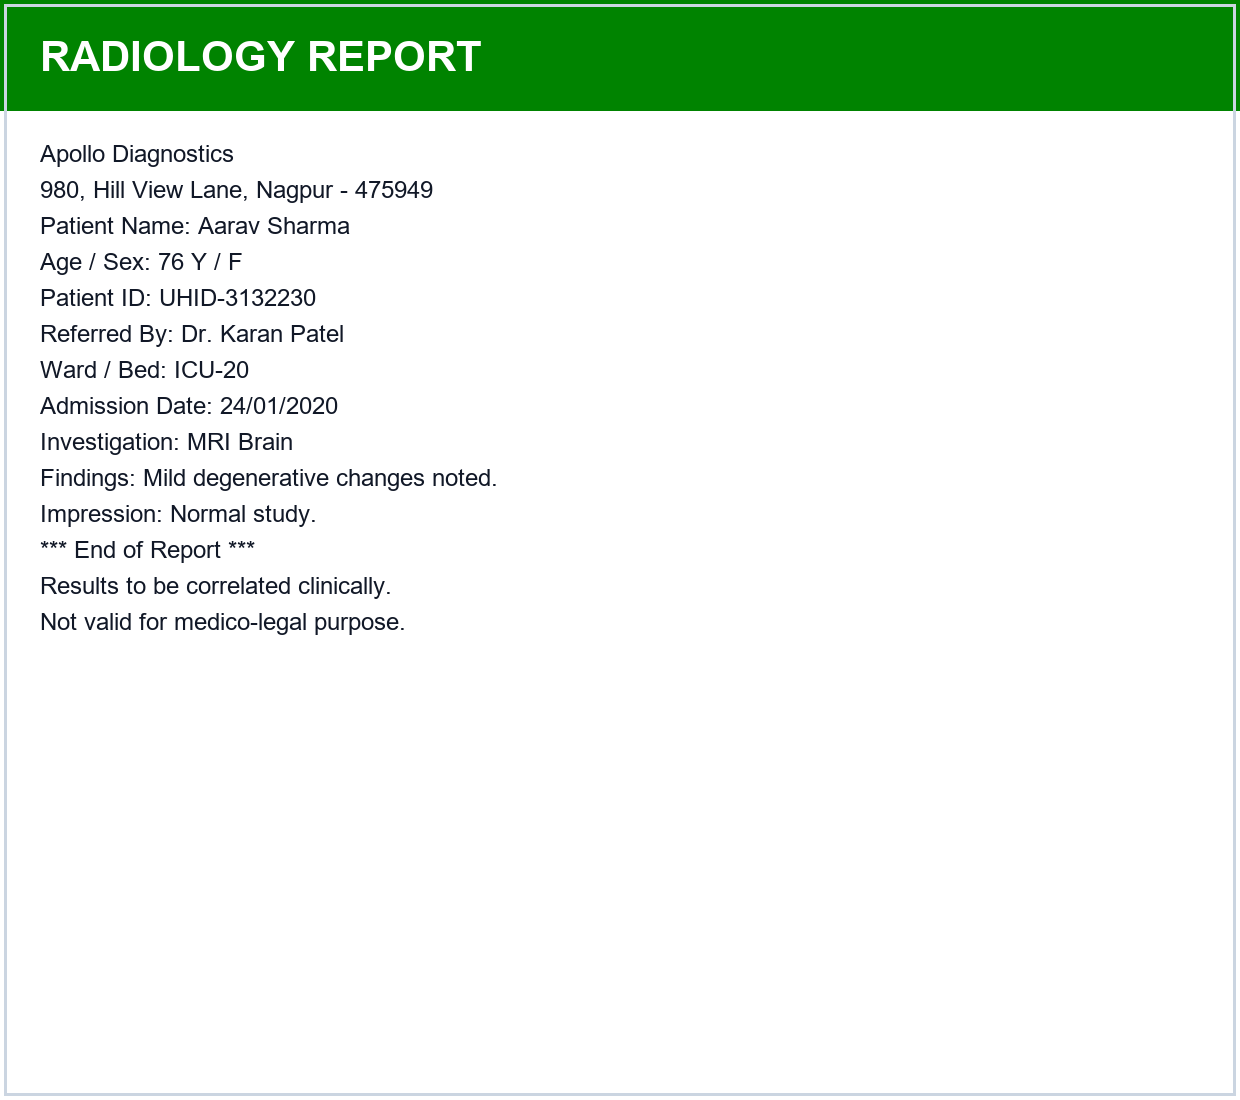 RADIOLOGY REPORT
Apollo Diagnostics
980, Hill View Lane, Nagpur - 475949
Patient Name: Aarav Sharma
Age / Sex: 76 Y / F
Patient ID: UHID-3132230
Referred By: Dr. Karan Patel
Ward / Bed: ICU-20
Admission Date: 24/01/2020
Investigation: MRI Brain
Findings: Mild degenerative changes noted.
Impression: Normal study.
*** End of Report ***
Results to be correlated clinically.
Not valid for medico-legal purpose.